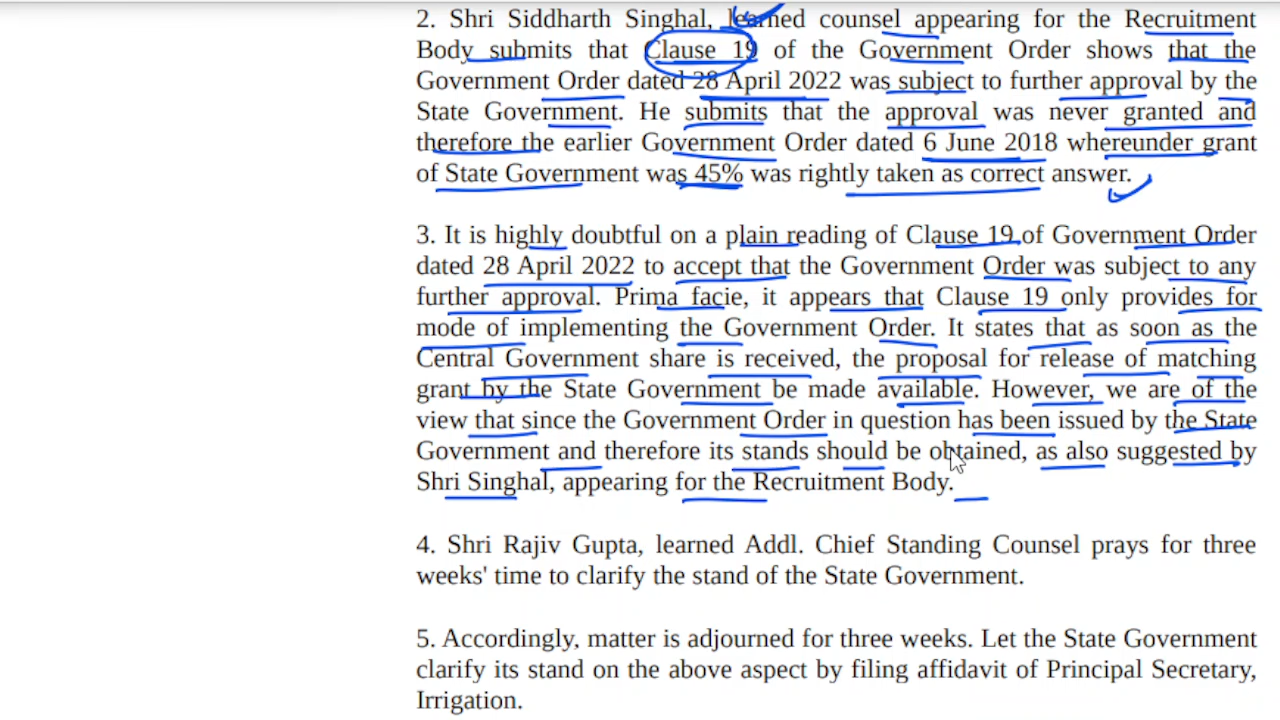 2. Shri Siddharth Singhal, learned counsel appearing for the Recruitment
Body submits that Clause 19 of the Government Order shows that the
Government Order dated 28 April 2022 was subject to further approval by the
State Government. He submits that the approval was never granted and
therefore the earlier Government Order dated 6 June 2018 whereunder grant
of State Government was 45% was rightly taken as correct answer.
3. It is highly doubtful on a plain reading of Clause 19 of Government Order
dated 28 April 2022 to accept that the Government Order was subject to any
further approval. Prima facie, it appears that Clause 19 only provides for
mode of implementing the Government Order. It states that as soon as the
Central Government share is received, the proposal for release of matching
grant by the State Government be made available. However, we are of the
view that since the Government Order in question has been issued by the State
Government and therefore its stands should be obtained, as also suggested by
Shri Singhal, appearing for the Recruitment Body.
4. Shri Rajiv Gupta, learned Addl. Chief Standing Counsel prays for three
weeks' time to clarify the stand of the State Government.
5. Accordingly, matter is adjourned for three weeks. Let the State Government
clarify its stand on the above aspect by filing affidavit of Principal Secretary,
Irrigation.